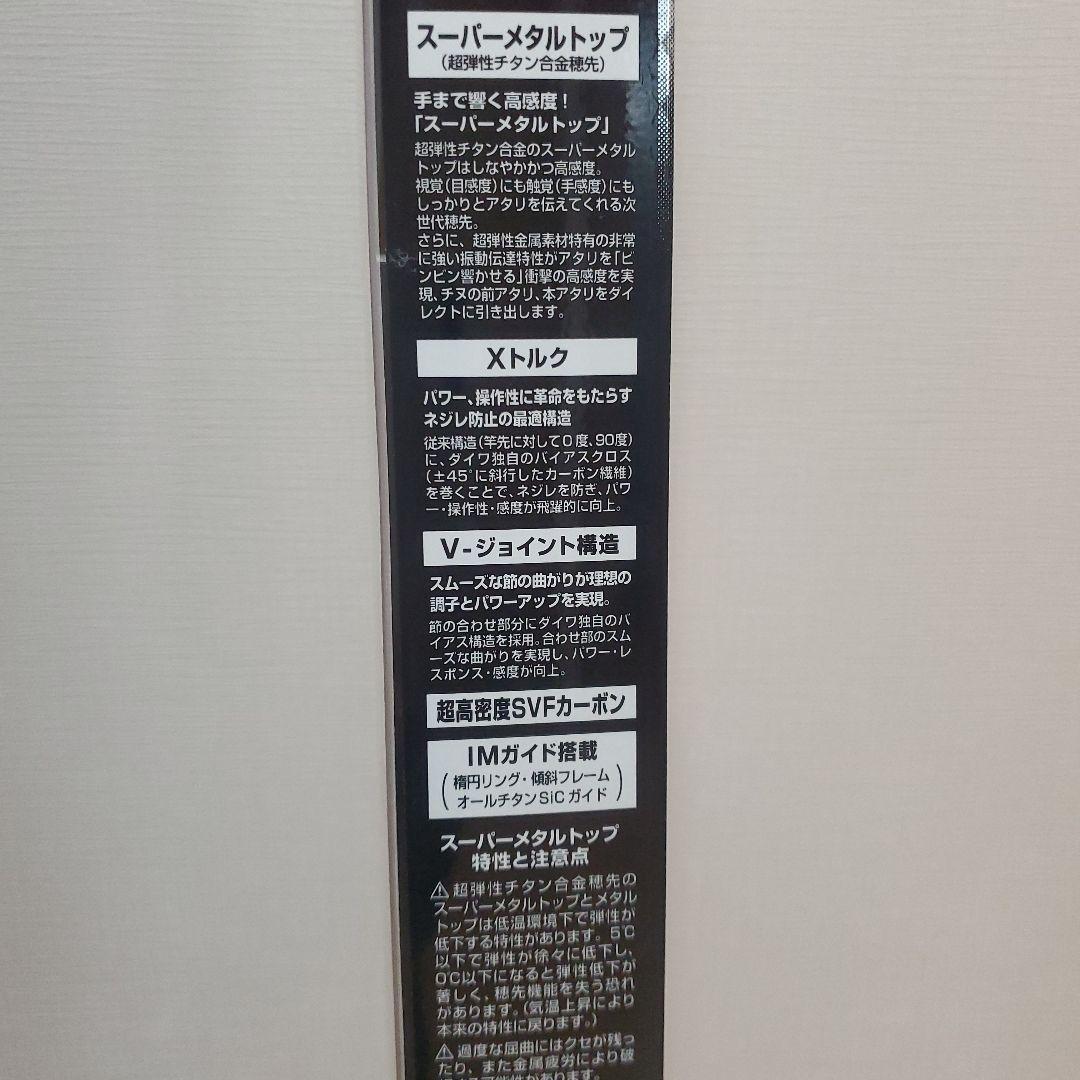 スーパーメタルトップ
(超弾性チタン合金穂先)
手まで響く高感度!
「スーパーメタルトップ」
超弾性チタン合金のスーパーメタル
トップはしなやかかつ高感度。
視覚(目感度)にも触覚(手感度)にも
しっかりとアタリを伝えてくれる次
世代穂先。
さらに、超弾性金属素材特有の非常
に強い振動伝達特性がアタリを「ビ
ンビン響かせる」衝撃の高感度を実
現、チヌの前アタリ、本アタリをダイ
レクトに引き出します。
Xトルク
パワー、操作性に革命をもたらす
ネジレ防止の最適構造
従来構造(竿先に対して0度、90度)
に、ダイワ独自のバイアスクロス
(±45°に斜行したカーボン繊維)
を巻くことで、ネジレを防ぎ、パワ
ー・操作性・感度が飛躍的に向上。
V-ジョイント構造
スムーズな節の曲がりが理想の
調子とパワーアップを実現。
節の合わせ部分にダイワ独自のバ
イアス構造を採用。合わせ部のスム
ーズな曲がりを実現し、パワー・レ
スポンス・感度が向上。
超高密度SVFカーボン
IMガイド搭載
(楕円リング・傾斜フレーム
オールチタンSiCガイド)
スーパーメタルトップ
特性と注意点
⚠超弾性チタン合金穂先の
スーパーメタルトップとメタル
トップは低温環境下で弾性が
低下する特性があります。5℃
以下で弾性が徐々に低下し、
0℃以下になると弾性低下が
著しく、穂先機能を失う恐れ
があります。(気温上昇により
本来の特性に戻ります。)
⚠過度な屈曲にはクセが残っ
たり、また金属疲労により破